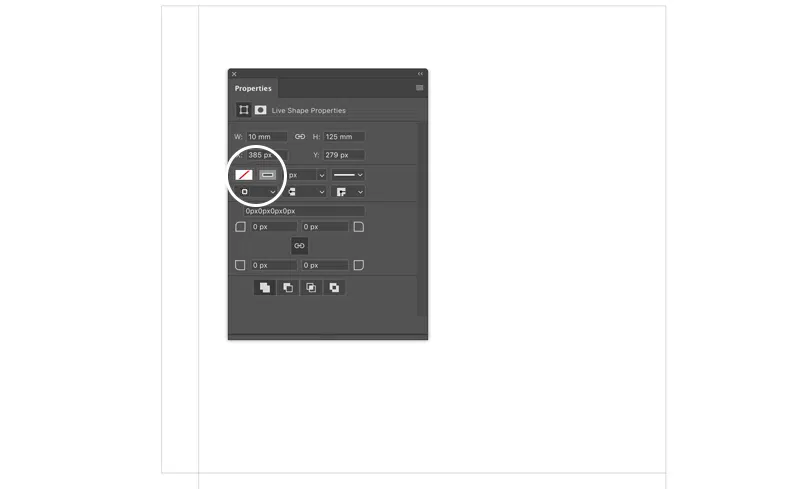 Properties
Live Shape Properties
W: 10 mm H: 125 mm
385 px Y: 279 px
px
0px0px0px0px
0 px 0 px
0 px 0 px